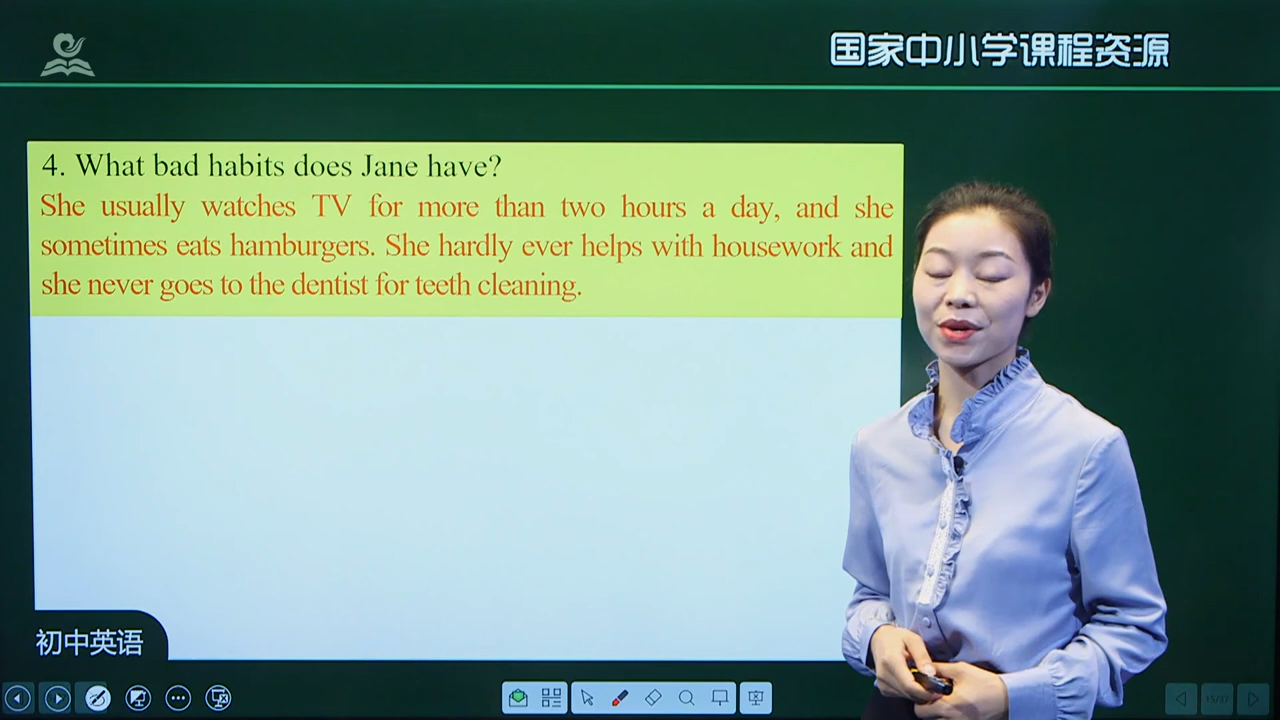 国家中小学课程资源
4. What bad habits does Jane have?
She usually watches TV for more than two hours a day, and she
sometimes eats hamburgers. She hardly ever helps with housework and
she never goes to the dentist for teeth cleaning.
初中英语